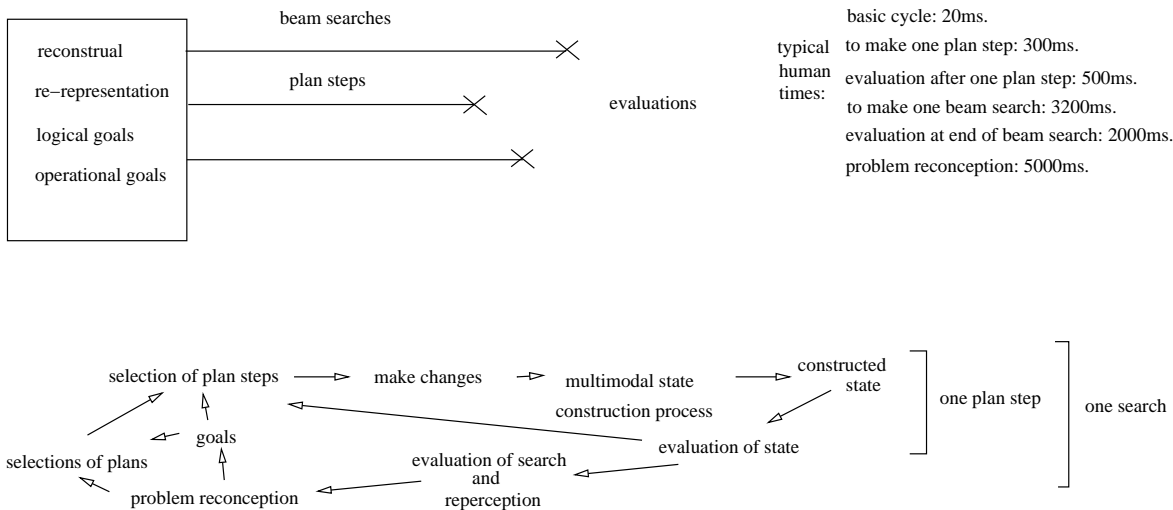 beam searches
reconstrual
re-representation
plan steps
logical goals
operational goals
evaluations
typical
human
times:
basic cycle: 20ms.
to make one plan step: 300ms.
evaluation after one plan step: 500ms.
to make one beam search: 3200ms.
evaluation at end of beam search: 2000ms.
problem reconception: 5000ms.
selection of plan steps
make changes
multimodal state
construction process
constructed
state
one plan step
one search
goals
selections of plans
evaluation of state
evaluation of search
and
reperception
problem reconception